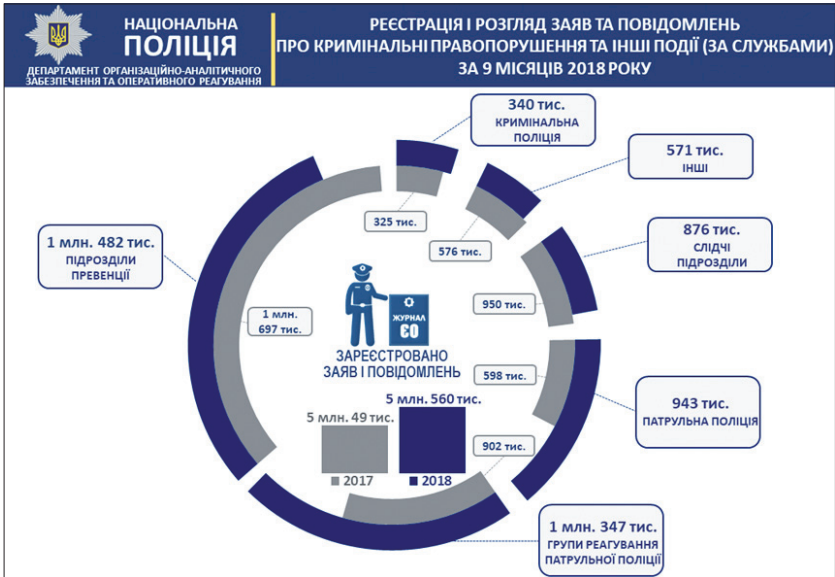 НАЦІОНАЛЬНА
ПОЛІЦІЯ
ДЕПАРТАМЕНТ ОРГАНІЗАЦІЙНО-АНАЛІТИЧНОГО
ЗАБЕЗПЕЧЕННЯ ТА ОПЕРАТИВНОГО РЕАГУВАННЯ
РЕЄСТРАЦІЯ І РОЗГЛЯД ЗАЯВ ТА ПОВІДОМЛЕНЬ
ПРО КРИМІНАЛЬНІ ПРАВОПОРУШЕННЯ ТА ІНШІ ПОДІЇ (ЗА СЛУЖБАМИ)
ЗА 9 МІСЯЦІВ 2018 РОКУ
340 тис.
КРИМІНАЛЬНА
ПОЛІЦІЯ
571 тис.
ІНШІ
325 тис.
576 тис.
876 тис.
СЛІДЧІ
ПІДРОЗДІЛИ
1 млн. 482 тис.
ПІДРОЗДІЛИ
ПРЕВЕНЦІЇ
950 тис.
1 млн.
697 тис.
ЖУРНАЛ
ЄО
ЗАРЕЄСТРОВАНО
ЗАЯВ І ПОВІДОМЛЕНЬ
598 тис.
5 млн. 560 тис.
5 млн. 49 тис.
943 тис.
ПАТРУЛЬНА ПОЛІЦІЯ
902 тис.
2017
2018
1 млн. 347 тис.
ГРУПИ РЕАГУВАННЯ
ПАТРУЛЬНОЇ ПОЛІЦІЇ